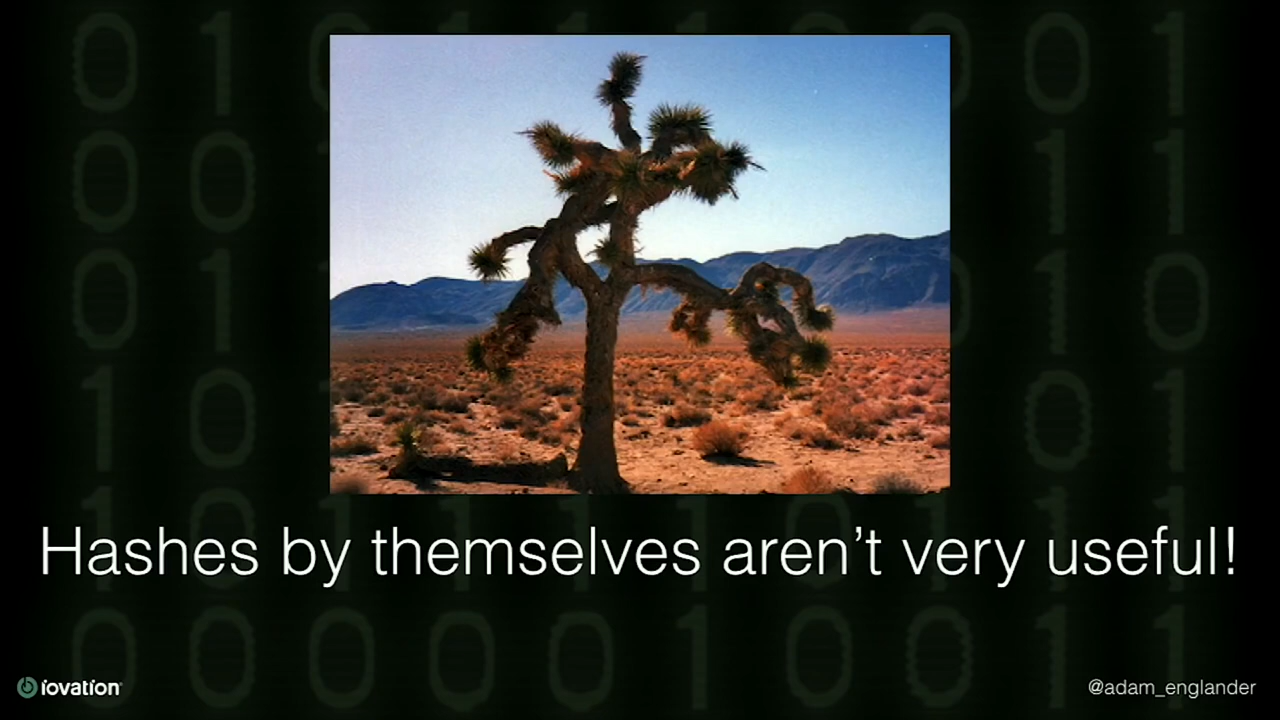 Hashes by themselves aren't very useful!
iovation
@adam_englander